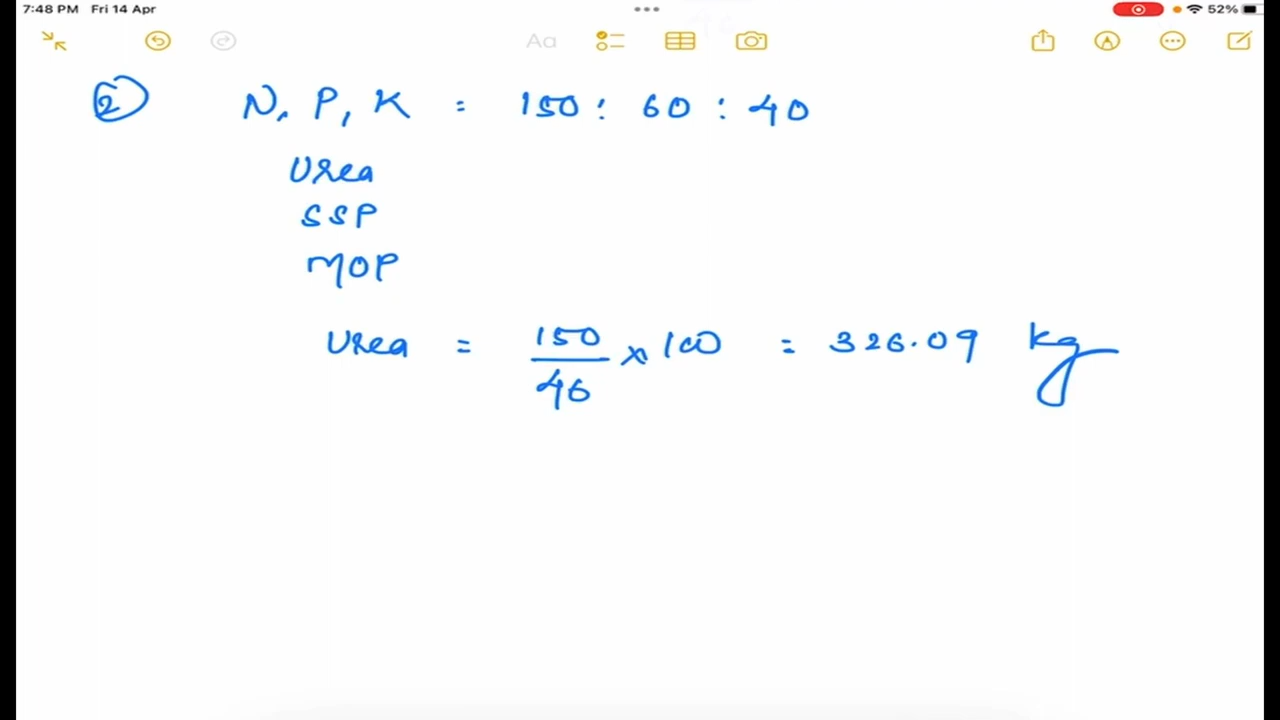 7:48 PM Fri 14 Apr
52%
Aa
2 N, P, K = 150 : 60 : 40
Urea
SSP
MOP
Urea = 150/46 x 100 = 326.09 kg